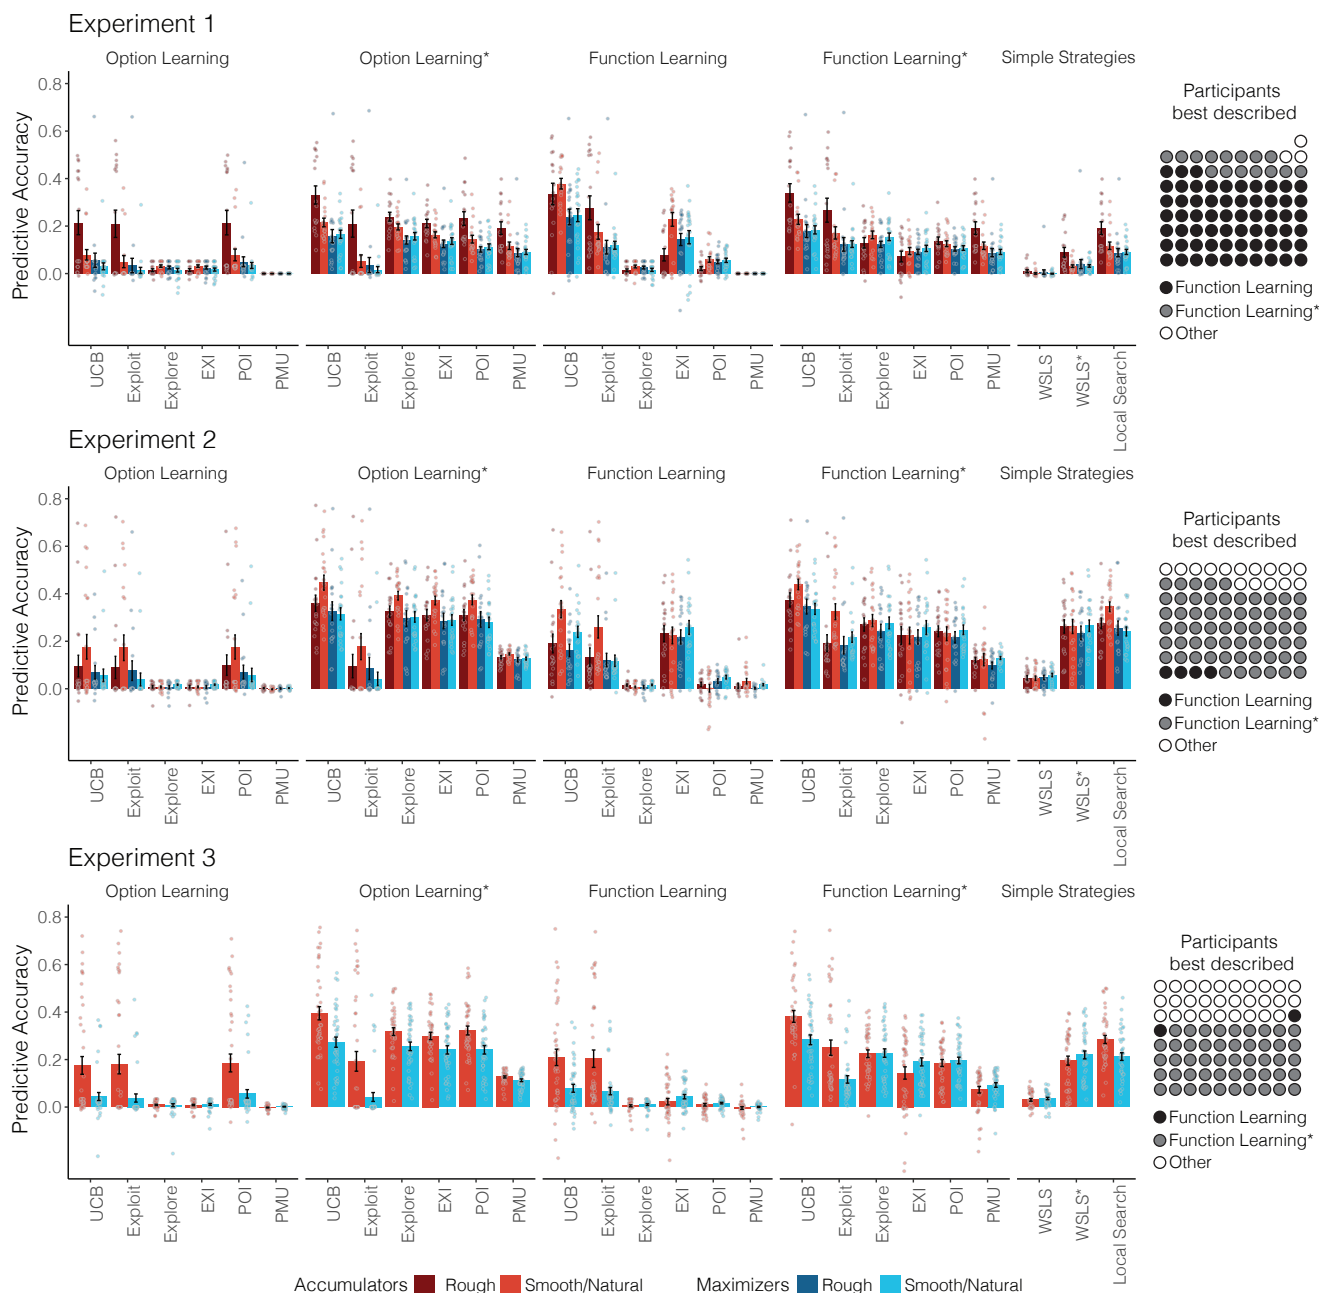 Experiment 1
Option Learning
Option Learning*
Function Learning
Function Learning*
Simple Strategies
Predictive Accuracy
0.8
0.6
0.4
0.2
0.0
UCB
Exploit
Explore
EXI
POI
PMU
UCB
Exploit
Explore
EXI
POI
PMU
UCB
Exploit
Explore
EXI
POI
PMU
UCB
Exploit
Explore
EXI
POI
PMU
WSLS
WSLS*
Local Search
Participants
best described
Function Learning
Function Learning*
Other
Experiment 2
Option Learning
Option Learning*
Function Learning
Function Learning*
Simple Strategies
Predictive Accuracy
0.8
0.6
0.4
0.2
0.0
UCB
Exploit
Explore
EXI
POI
PMU
UCB
Exploit
Explore
EXI
POI
PMU
UCB
Exploit
Explore
EXI
POI
PMU
UCB
Exploit
Explore
EXI
POI
PMU
WSLS
WSLS*
Local Search
Participants
best described
Function Learning
Function Learning*
Other
Experiment 3
Option Learning
Option Learning*
Function Learning
Function Learning*
Simple Strategies
Predictive Accuracy
0.8
0.6
0.4
0.2
0.0
UCB
Exploit
Explore
EXI
POI
PMU
UCB
Exploit
Explore
EXI
POI
PMU
UCB
Exploit
Explore
EXI
POI
PMU
UCB
Exploit
Explore
EXI
POI
PMU
WSLS
WSLS*
Local Search
Participants
best described
Function Learning
Function Learning*
Other
Accumulators Rough Smooth/Natural Maximizers Rough Smooth/Natural